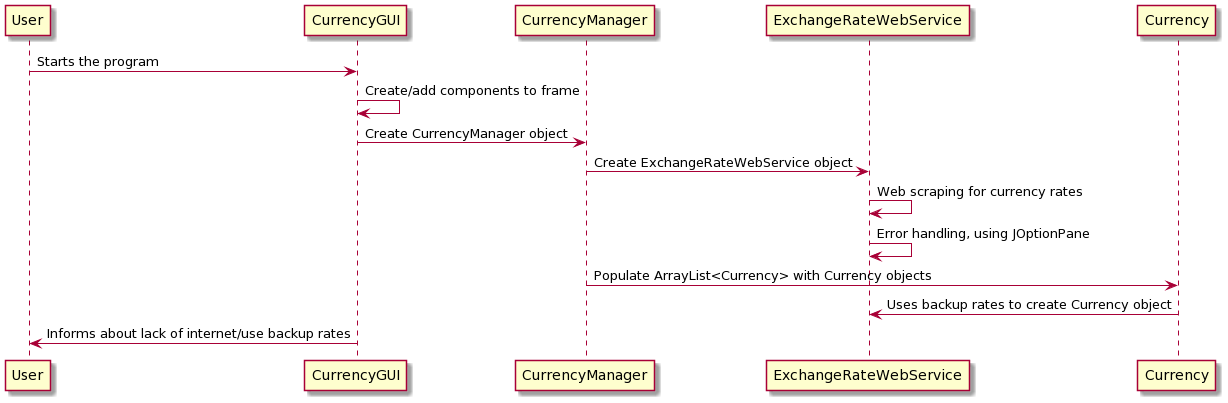 User
CurrencyGUI
CurrencyManager
ExchangeRateWebService
Currency
Starts the program
Create/add components to frame
Create CurrencyManager object
Create ExchangeRateWebService object
Web scraping for currency rates
Error handling, using JOptionPane
Populate ArrayList<Currency> with Currency objects
Uses backup rates to create Currency object
Informs about lack of internet/use backup rates
User
CurrencyGUI
CurrencyManager
ExchangeRateWebService
Currency